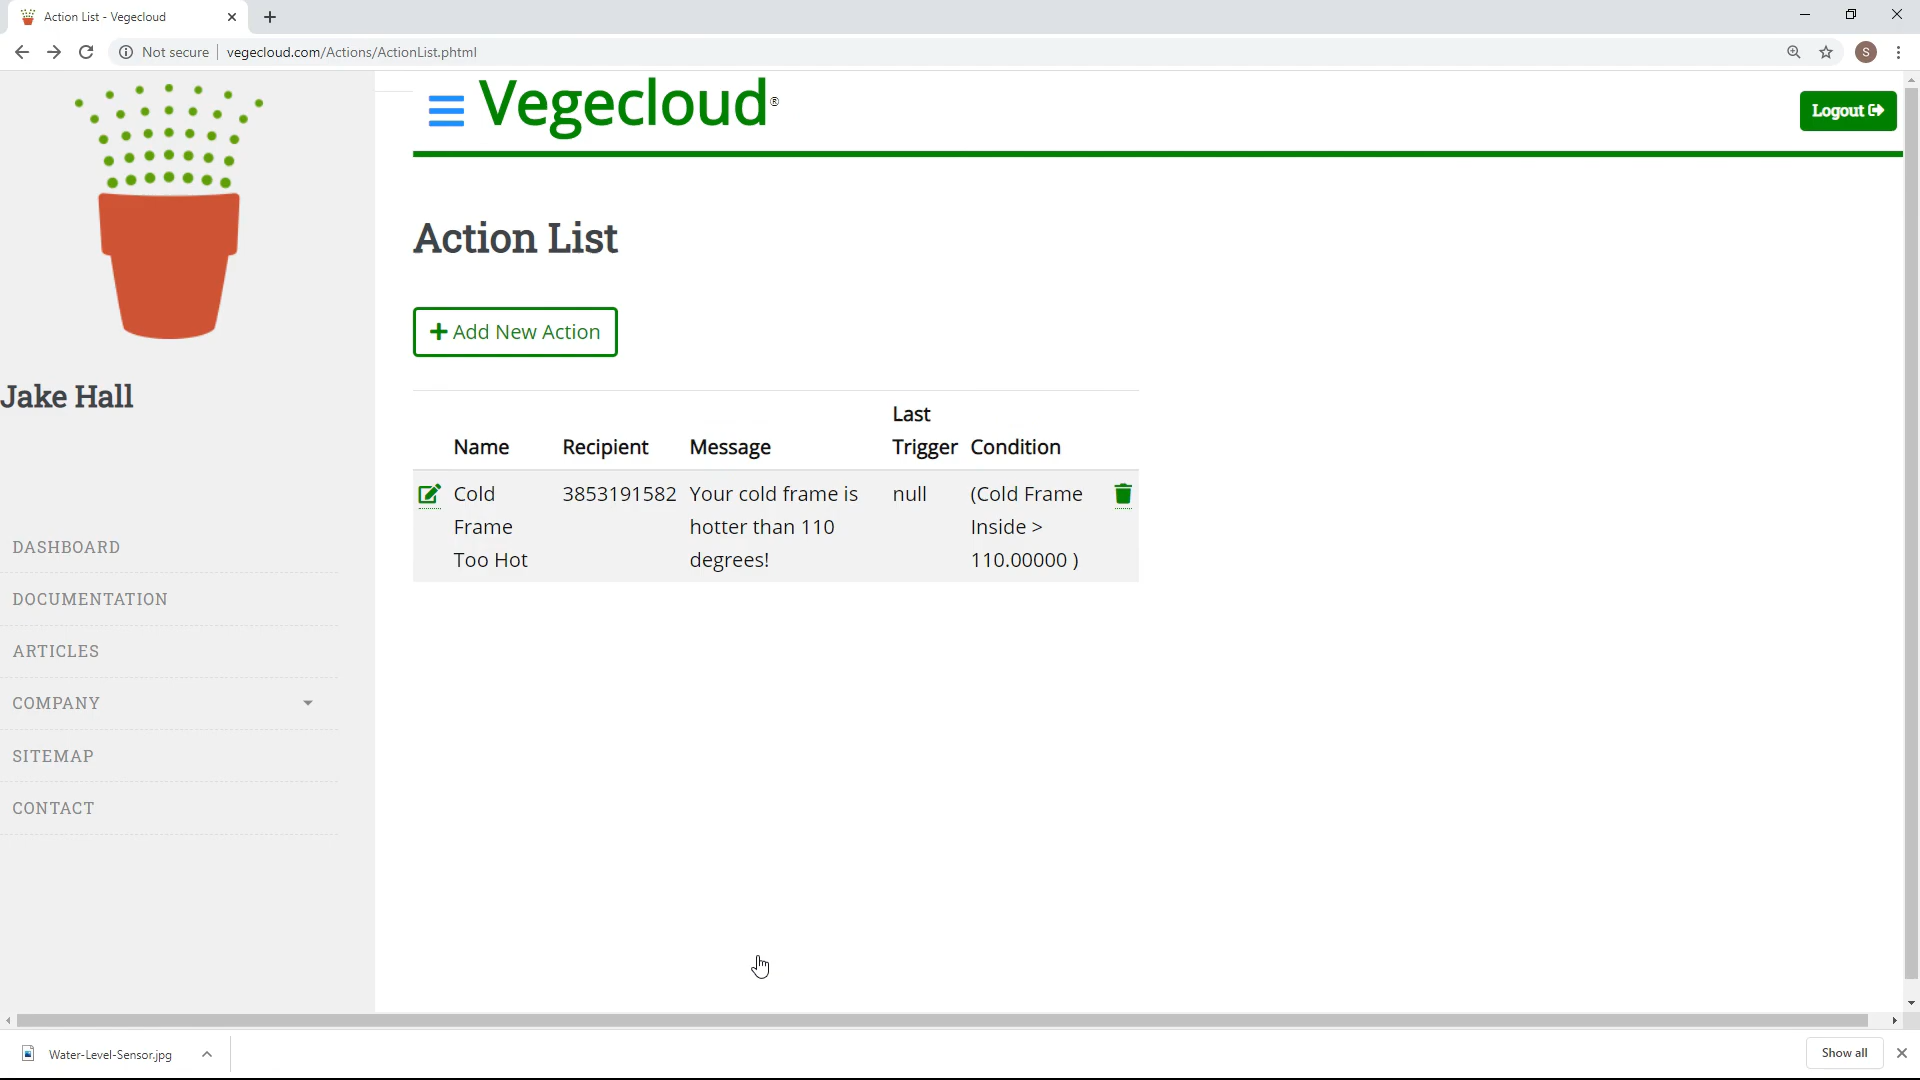 Action List - Vegecloud
Not secure
vegecloud.com/Actions/ActionList.phtml
S
Vegecloud®
Logout
Jake Hall
DASHBOARD
DOCUMENTATION
ARTICLES
COMPANY
SITEMAP
CONTACT
Action List
+ Add New Action
Name Recipient Message Last Trigger Condition
Cold 3853191582 Your cold frame is null (Cold Frame
Frame hotter than 110 Inside >
Too Hot degrees! 110.00000 )
Water-Level-Sensor.jpg
Show all